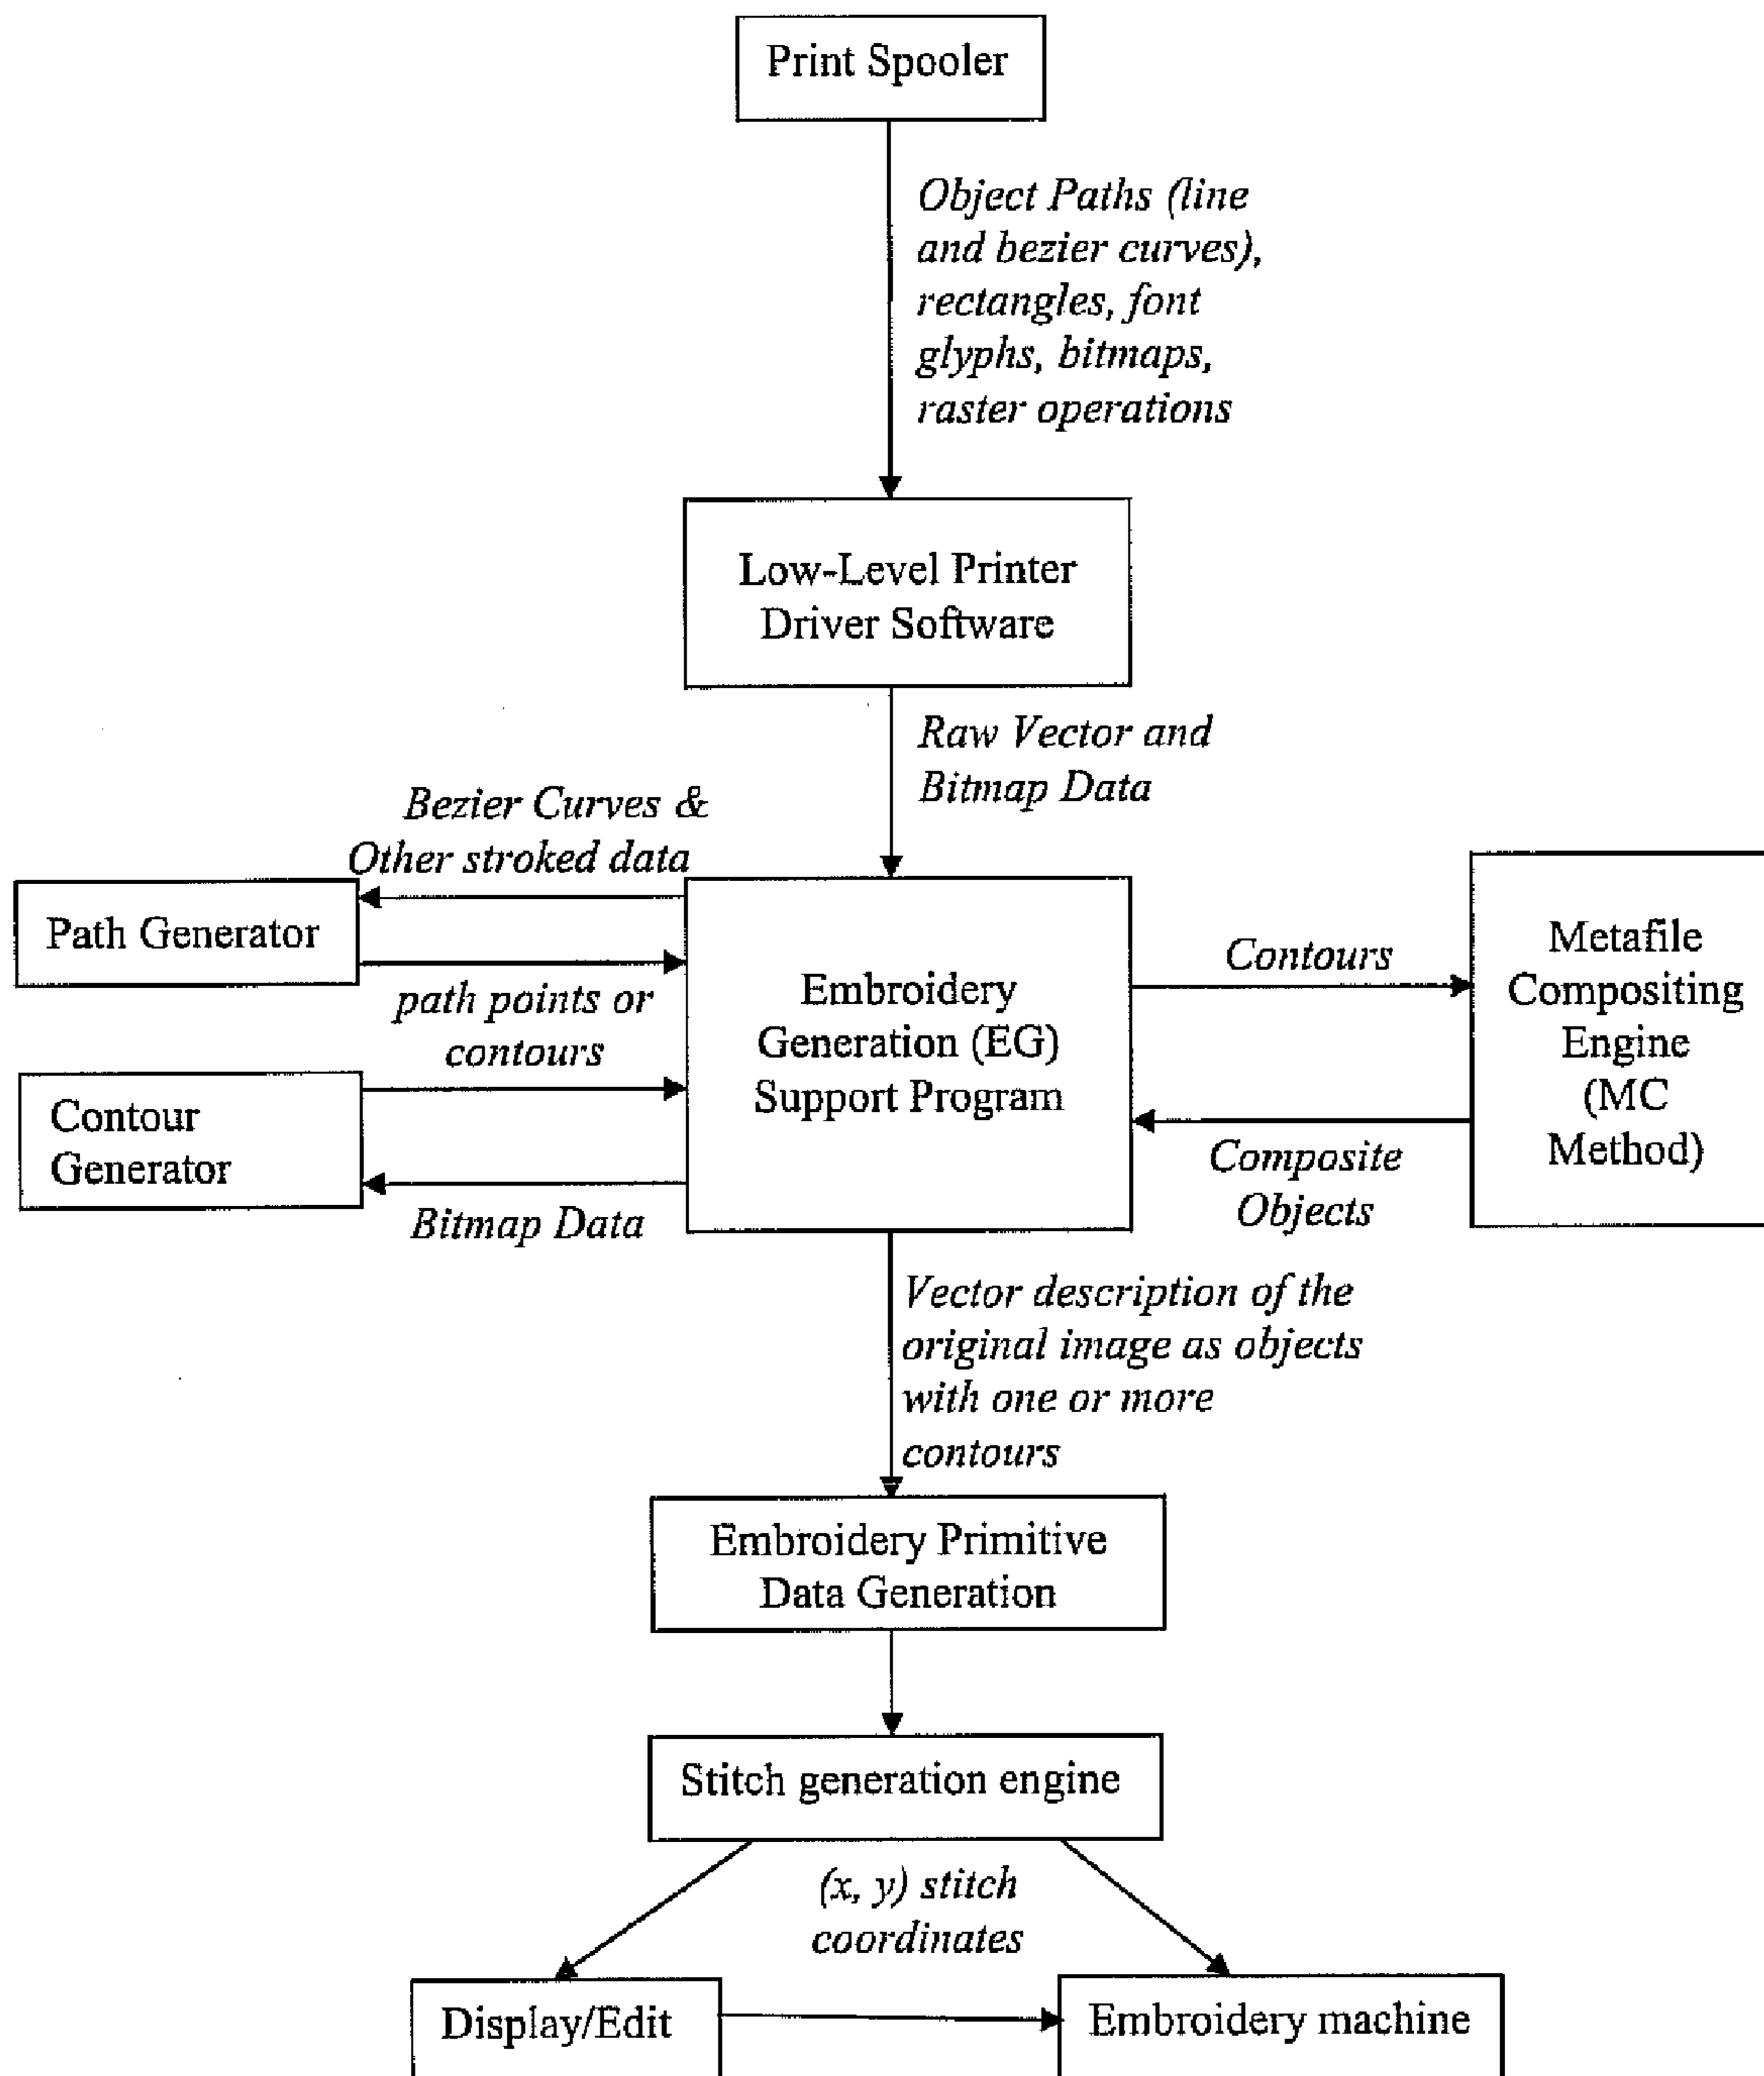 Print Spooler
Object Paths (line
and bezier curves),
rectangles, font
glyphs, bitmaps,
raster operations
Low-Level Printer
Driver Software
Raw Vector and
Bitmap Data
Bezier Curves &
Other stroked data
Path Generator
path points or
contours
Contour
Generator
Bitmap Data
Embroidery
Generation (EG)
Support Program
Contours
Composite
Objects
Metafile
Compositing
Engine
(MC
Method)
Vector description of the
original image as objects
with one or more
contours
Embroidery Primitive
Data Generation
Stitch generation engine
(x, y) stitch
coordinates
Display/Edit
Embroidery machine